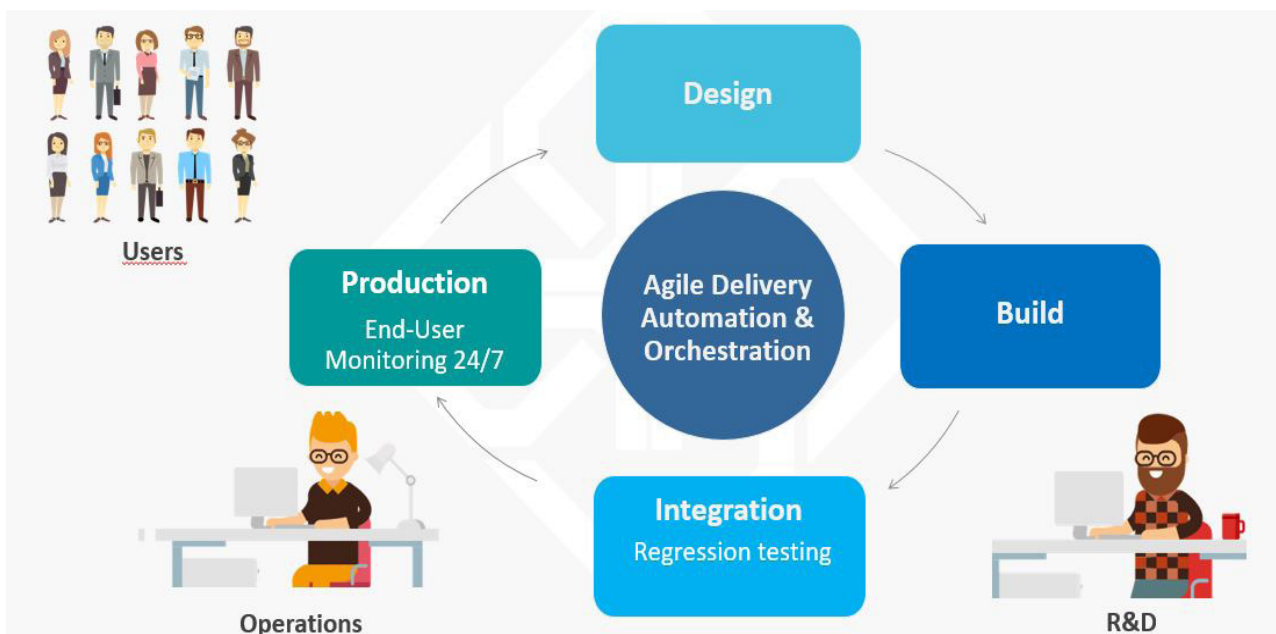 Design
Users
Production
End-User
Monitoring 24/7
Agile Delivery
Automation &
Orchestration
Build
Integration
Regression testing
Operations
R&D